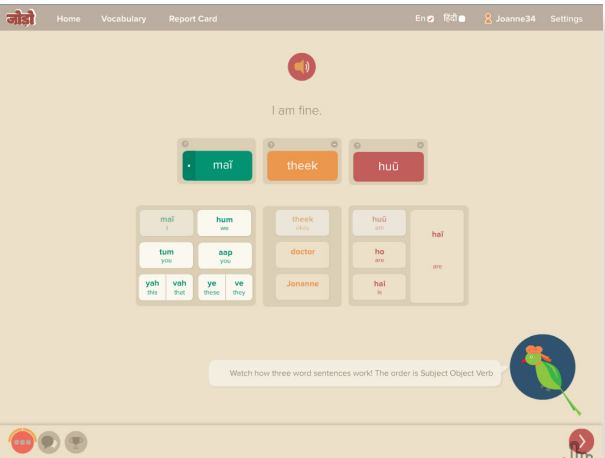 जोड़ो Home Vocabulary Report Card En हिंदी Joanne34 Settings
I am fine.
maĩ theek huũ
maĩ hum theek huũ haĩ
I we okay am are
tum aap doctor ho
you you are
yah vah ye ve Jonanne hai
this that these they is
Watch how three word sentences work! The order is Subject Object Verb